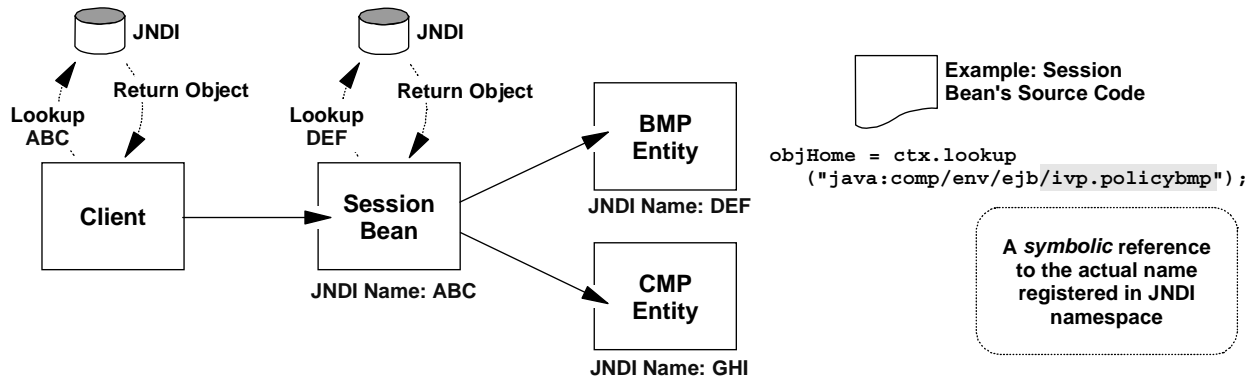 JNDI
Lookup
ABC
Return Object
Client
JNDI
Lookup
DEF
Return Object
Session
Bean
JNDI Name: ABC
BMP
Entity
JNDI Name: DEF
CMP
Entity
JNDI Name: GHI
Example: Session
Bean's Source Code
objHome = ctx.lookup
("java:comp/env/ejb/ivp.policybmp");
A symbolic reference
to the actual name
registered in JNDI
namespace